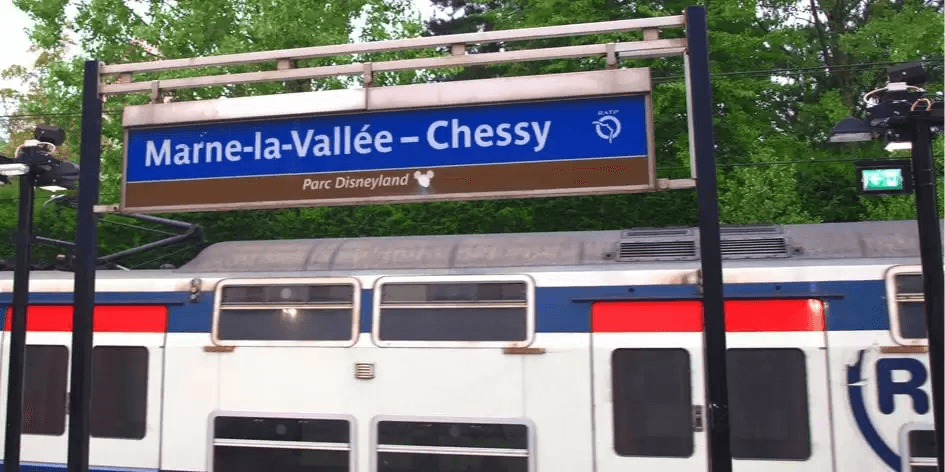 Marne-la-Vallée – Chessy
RATP
Parc Disneyland
R